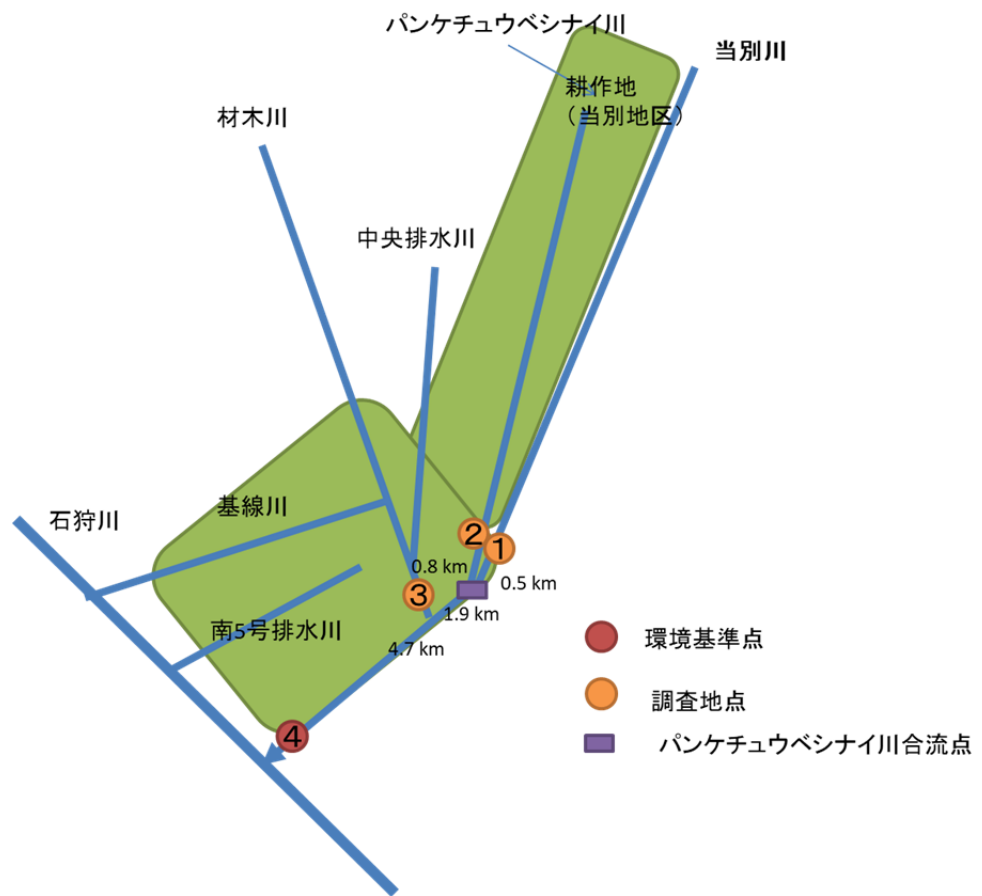 パンケチュウベシナイ川
当別川
耕作地
（当別地区）
材木川
中央排水川
基線川
石狩川
②
①
0.8 km
0.5 km
③
1.9 km
南5号排水川
4.7 km
④
環境基準点
調査地点
パンケチュウベシナイ川合流点